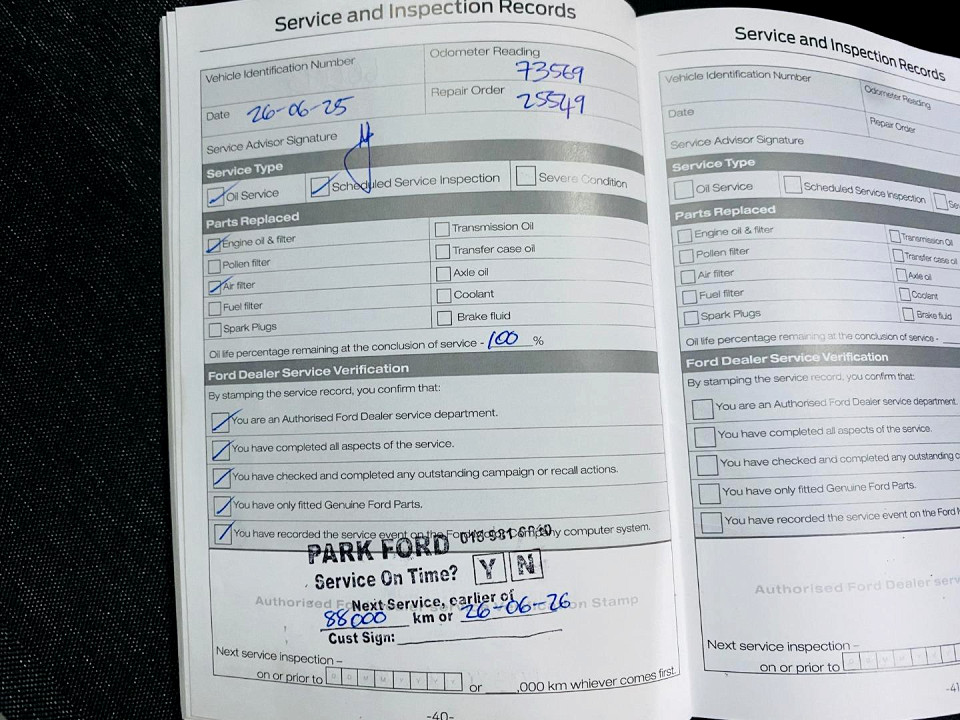 Service and Inspection Records
Vehicle Identification Number
Odometer Reading
73569
Date 26-06-25
Repair Order 25549
Service Advisor Signature
Service Type
Oil Service
Scheduled Service Inspection
Severe Condition
Parts Replaced
Engine oil & filter
Transmission Oil
Pollen filter
Transfer case oil
Air filter
Axle oil
Fuel filter
Coolant
Spark Plugs
Brake fluid
Oil life percentage remaining at the conclusion of service - 100 %
Ford Dealer Service Verification
By stamping the service record, you confirm that:
You are an Authorised Ford Dealer service department.
You have completed all aspects of the service.
You have checked and completed any outstanding campaign or recall actions.
You have only fitted Genuine Ford Parts.
You have recorded the service event on the Ford Company computer system.
PARK FORD
Service On Time? Y N
Authorised Stamp
Next Service, earlier of
88000 km or 26-06-26
Cust Sign:
Next service inspection –
on or prior to or ,000 km whiever comes first.
-40-
Service and Inspection Records
Vehicle Identification Number
Odometer Reading
Date
Repair Order
Service Advisor Signature
Service Type
Oil Service
Scheduled Service Inspection
Parts Replaced
Engine oil & filter
Transmission Oil
Pollen filter
Transfer case oil
Air filter
Axle oil
Fuel filter
Coolant
Spark Plugs
Brake fluid
Oil life percentage remaining at the conclusion of service -
Ford Dealer Service Verification
By stamping the service record, you confirm that:
You are an Authorised Ford Dealer service department.
You have completed all aspects of the service.
You have checked and completed any outstanding
You have only fitted Genuine Ford Parts.
You have recorded the service event on the Ford
Authorised Ford Dealer
Next service inspection –
on or prior to
-41